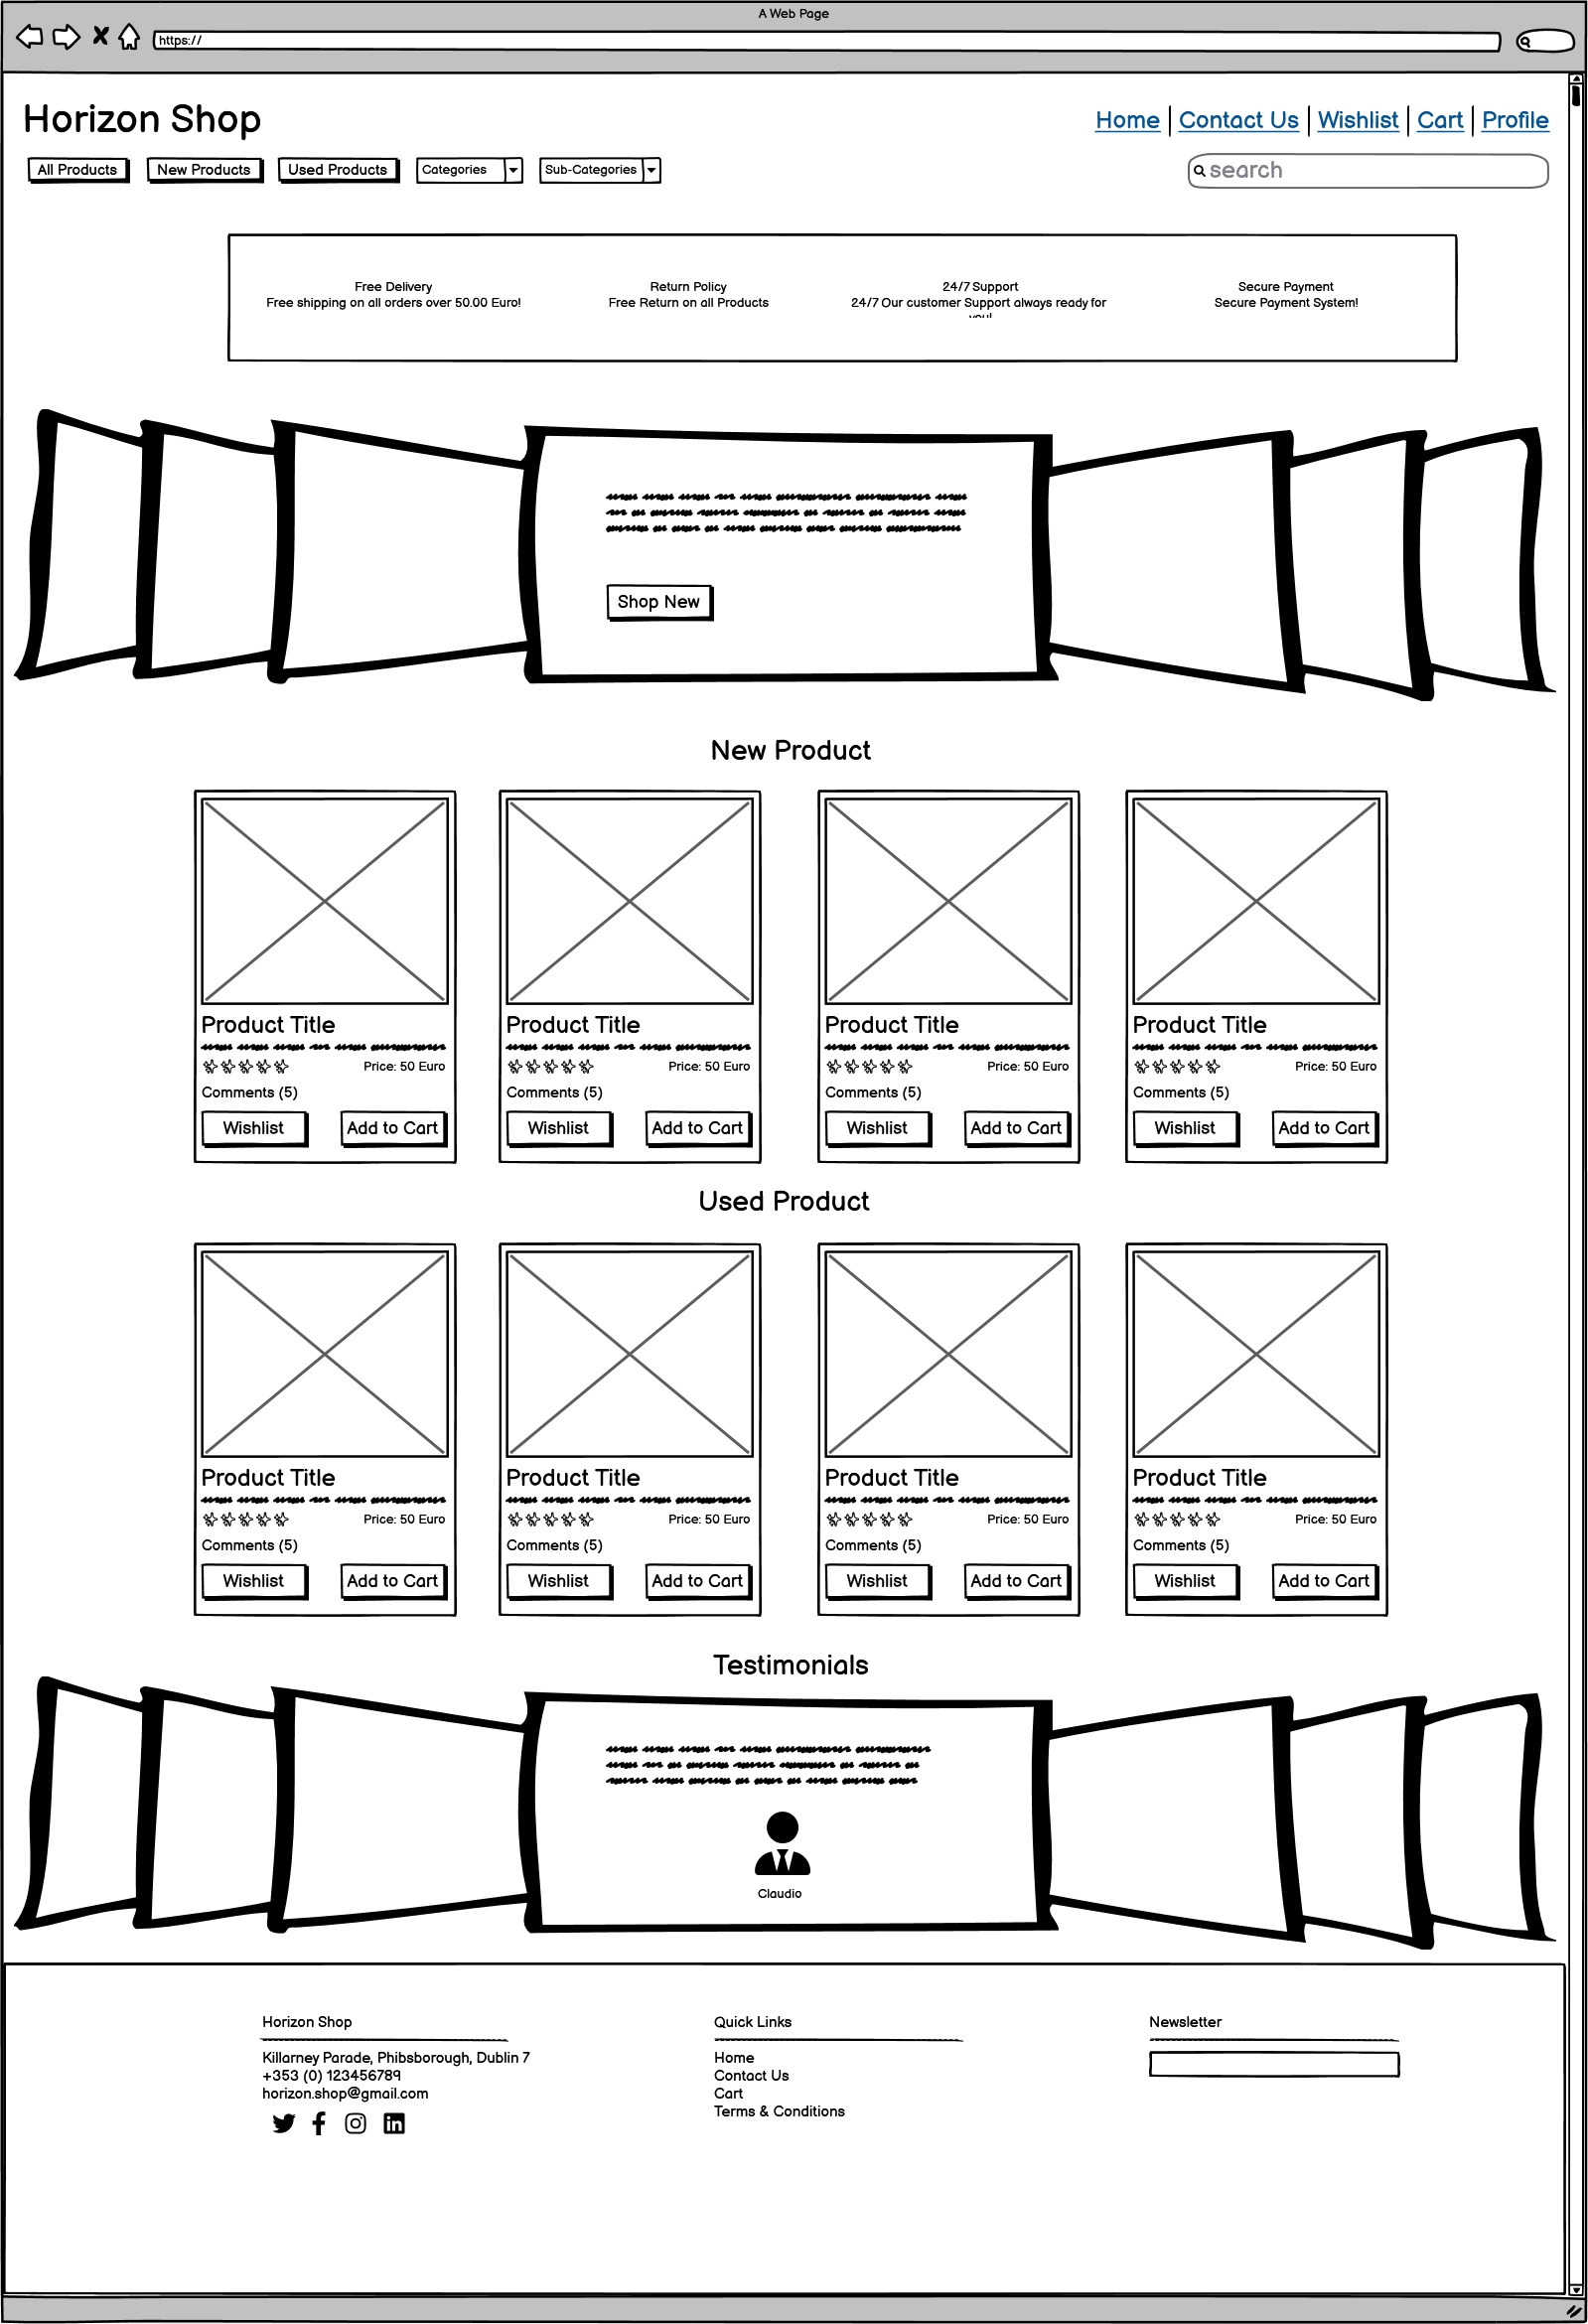 A Web Page
https://
Horizon Shop
Home Contact Us Wishlist Cart Profile
All Products New Products Used Products Categories Sub-Categories
search
Free Delivery
Free shipping on all orders over 50.00 Euro!
Return Policy
Free Return on all Products
24/7 Support
24/7 Our customer Support always ready for
you!
Secure Payment
Secure Payment System!
Shop New
New Product
Product Title
Price: 50 Euro
Comments (5)
Wishlist Add to Cart
Product Title
Price: 50 Euro
Comments (5)
Wishlist Add to Cart
Product Title
Price: 50 Euro
Comments (5)
Wishlist Add to Cart
Product Title
Price: 50 Euro
Comments (5)
Wishlist Add to Cart
Used Product
Product Title
Price: 50 Euro
Comments (5)
Wishlist Add to Cart
Product Title
Price: 50 Euro
Comments (5)
Wishlist Add to Cart
Product Title
Price: 50 Euro
Comments (5)
Wishlist Add to Cart
Product Title
Price: 50 Euro
Comments (5)
Wishlist Add to Cart
Testimonials
Claudio
Horizon Shop
Killarney Parade, Phibsborough, Dublin 7
+353 (0) 123456789
horizon.shop@gmail.com
Quick Links
Home
Contact Us
Cart
Terms & Conditions
Newsletter